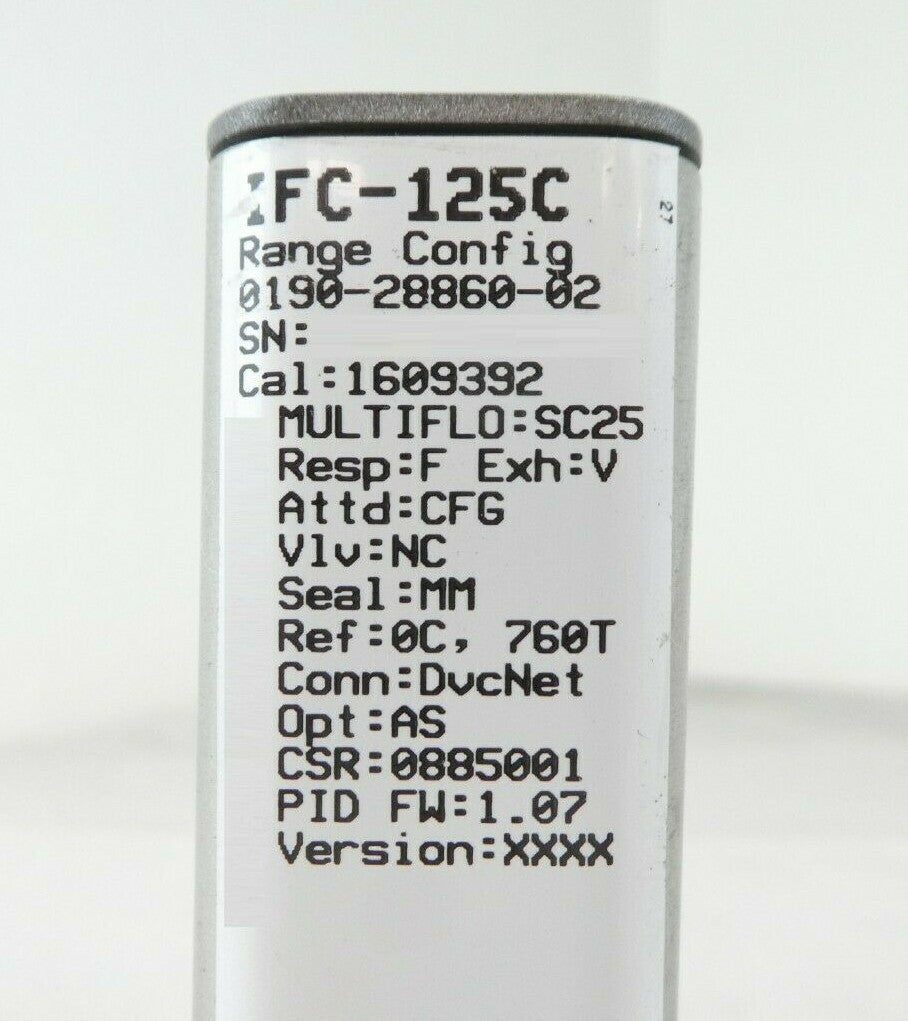 IFC-125C
27
Range Config
0190-28860-02
SN:
Cal:1609392
MULTIFLO:SC25
Resp:F Exh:V
Attd:CFG
Vlv:NC
Seal:MM
Ref:0C, 760T
Conn:DvcNet
Opt:AS
CSR:0885001
PID FW:1.07
Version:XXXX